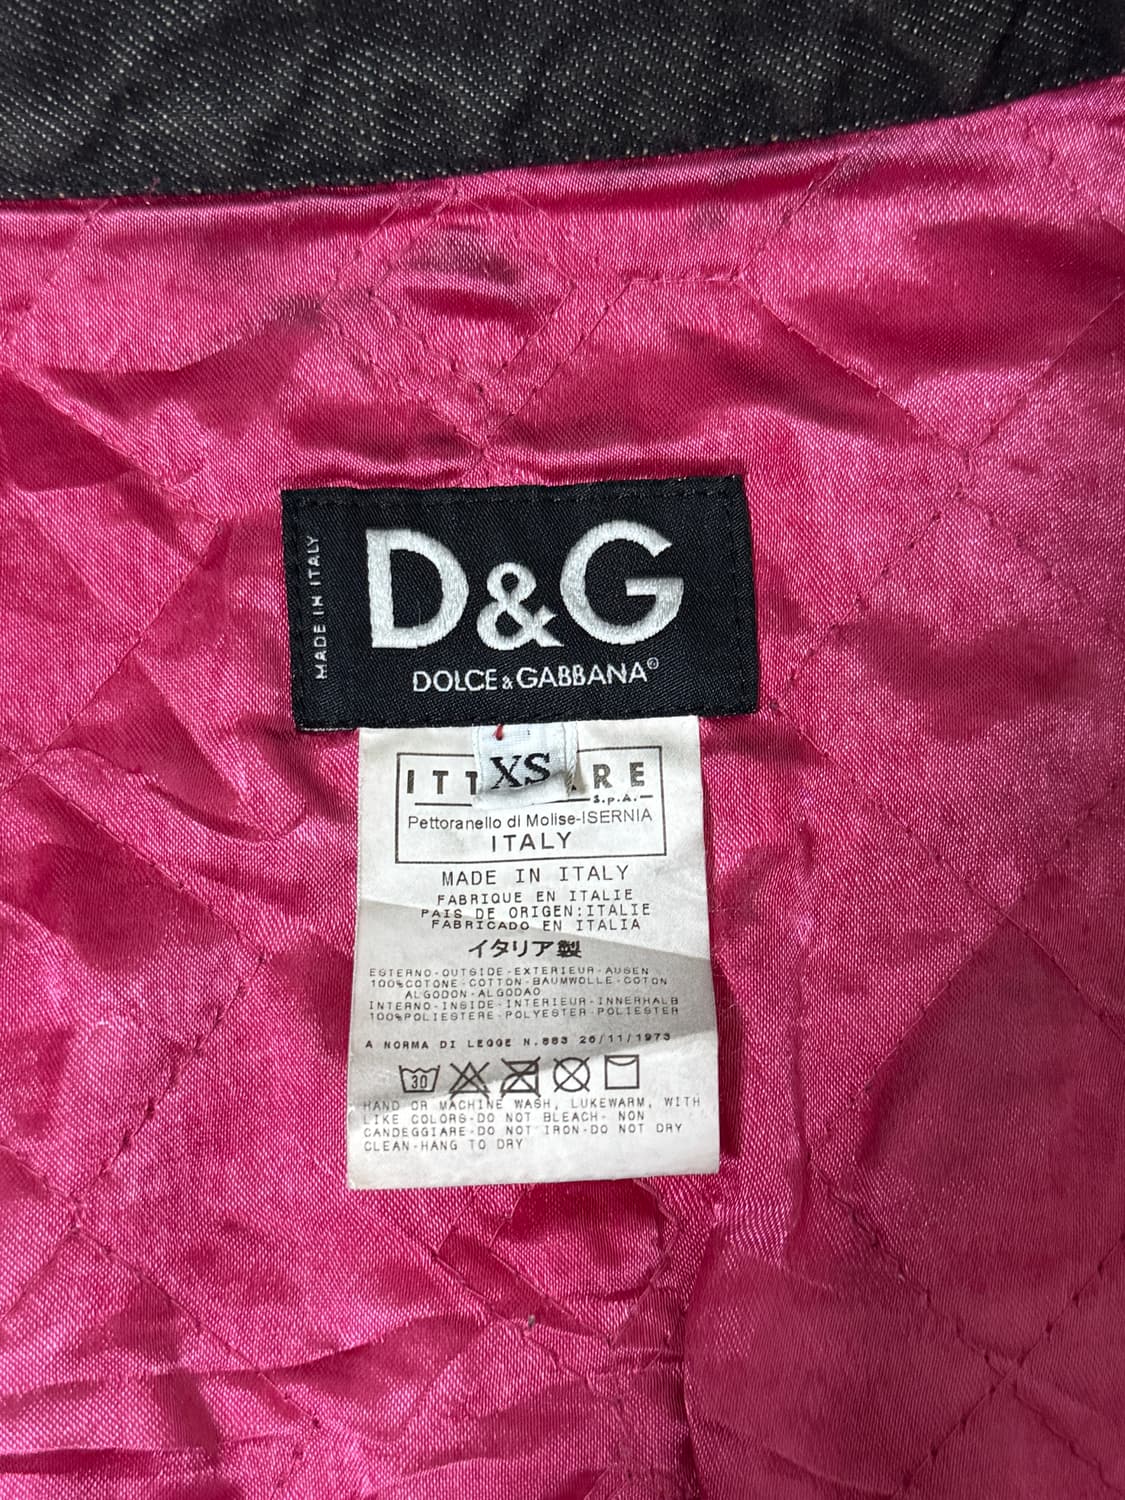 MADE IN ITALY
D&G
DOLCE & GABBANA®
XS
ITT RE
S.p.A.
Pettoranello di Molise-ISERNIA
ITALY
MADE IN ITALY
FABRIQUE EN ITALIE
PAIS DE ORIGEN:ITALIE
FABRICADO EN ITALIA
イタリア製
ESTERNO-OUTSIDE-EXTERIEUR-AUSEN
100%COTONE-COTTON-BAUMWOLLE-COTON
ALGODON-ALGODAO
INTERNO-INSIDE-INTERIEUR-INNERHALB
100%POLIESTERE-POLYESTER-POLIESTER
A NORMA DI LEGGE N.883 26/11/1973
30
HAND OR MACHINE WASH, LUKEWARM, WITH
LIKE COLORS-DO NOT BLEACH- NON
CANDEGGIARE-DO NOT IRON-DO NOT DRY
CLEAN-HANG TO DRY